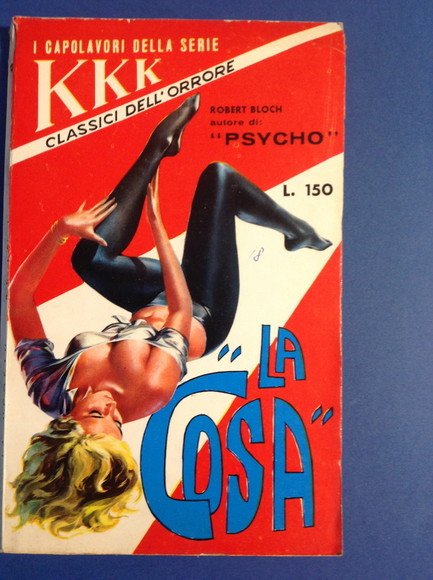 I CAPOLAVORI DELLA SERIE
KKK
CLASSICI DELL'ORRORE
ROBERT BLOCH
autore di:
"PSYCHO"
L. 150
"LA
COSA"